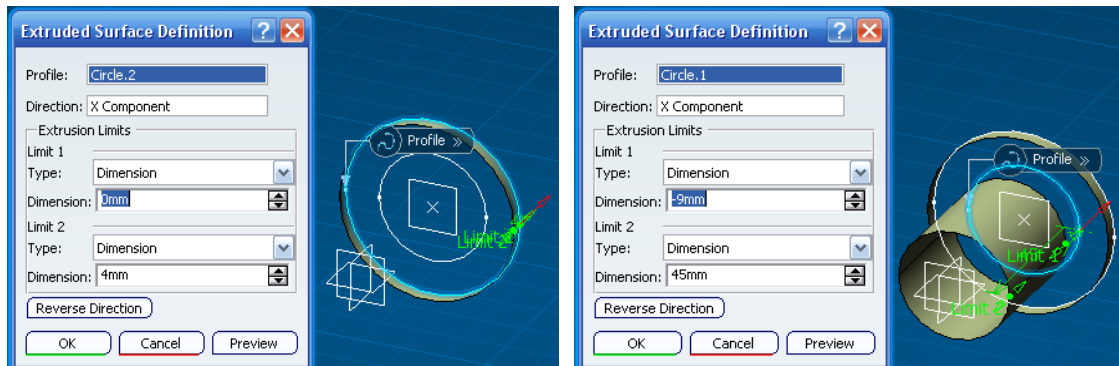 Extruded Surface Definition
Profile: Circle.2
Direction: X Component
Extrusion Limits
Limit 1
Type: Dimension
Dimension: 0mm
Limit 2
Type: Dimension
Dimension: 4mm
Reverse Direction
OK Cancel Preview
Profile »
Extruded Surface Definition
Profile: Circle.1
Direction: X Component
Extrusion Limits
Limit 1
Type: Dimension
Dimension: -9mm
Limit 2
Type: Dimension
Dimension: 45mm
Reverse Direction
OK Cancel Preview
Profile »
Limit 1
Limit 2